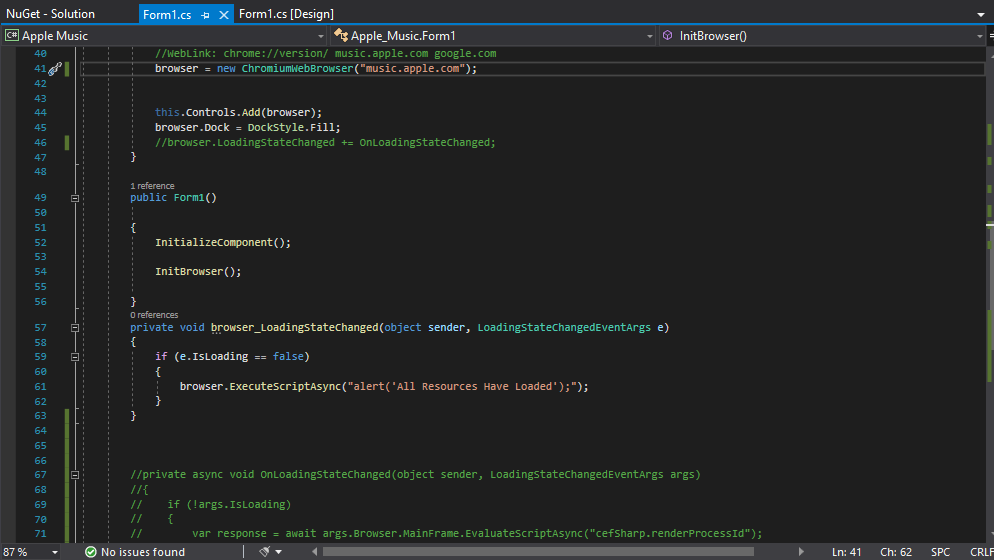 NuGet - Solution
Form1.cs
Form1.cs [Design]
C# Apple Music
Apple_Music.Form1
InitBrowser()
40 //WebLink: chrome://version/ music.apple.com google.com
41 browser = new ChromiumWebBrowser("music.apple.com");
42
43
44 this.Controls.Add(browser);
45 browser.Dock = DockStyle.Fill;
46 //browser.LoadingStateChanged += OnLoadingStateChanged;
47 }
48
1 reference
49 public Form1()
50
51 {
52 InitializeComponent();
53
54 InitBrowser();
55
56 }
0 references
57 private void browser_LoadingStateChanged(object sender, LoadingStateChangedEventArgs e)
58 {
59 if (e.IsLoading == false)
60 {
61 browser.ExecuteScriptAsync("alert('All Resources Have Loaded');");
62 }
63 }
64
65
66
67 //private async void OnLoadingStateChanged(object sender, LoadingStateChangedEventArgs args)
68 //{
69 // if (!args.IsLoading)
70 // {
71 // var response = await args.Browser.MainFrame.EvaluateScriptAsync("cefSharp.renderProcessId");
87 % No issues found Ln: 41 Ch: 62 SPC CRLF